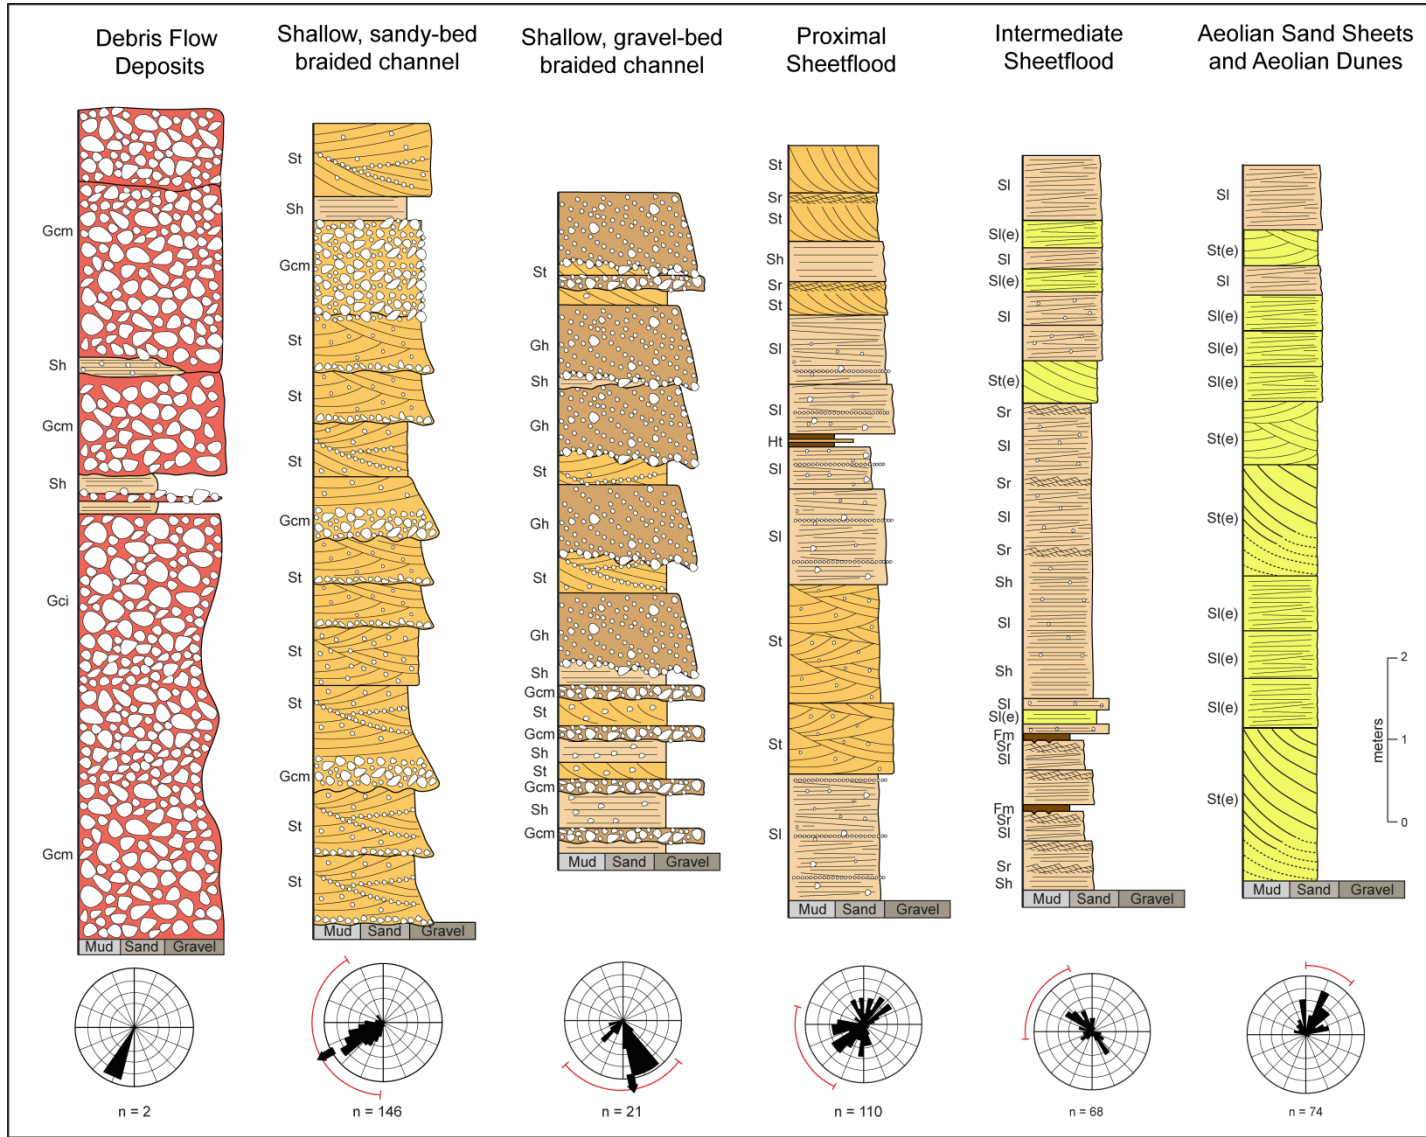 Debris Flow
Deposits
Gcm
Sh
Gcm
Sh
Gci
Gcm
Mud Sand Gravel
n = 2
Shallow, sandy-bed
braided channel
St
Sh
Gcm
St
St
St
Gcm
St
St
St
Gcm
St
St
Mud Sand Gravel
n = 146
Shallow, gravel-bed
braided channel
St
Gh
Sh
Gh
St
Gh
St
Gh
Sh
Gcm
St
Gcm
Sh
St
Gcm
Sh
Gcm
Mud Sand Gravel
n = 21
Proximal
Sheetflood
St
Sr
St
Sh
Sr
St
Sl
Sl
Ht
Sl
Sl
St
St
Sl
Mud Sand Gravel
n = 110
Intermediate
Sheetflood
Sl
Sl(e)
Sl
Sl(e)
Sl
St(e)
Sr
Sl
Sr
Sl
Sr
Sh
Sl
Sh
Sl
Sl(e)
Fm
Sr
Sl
Fm
Sr
Sl
Sr
Sh
Mud Sand Gravel
n = 68
Aeolian Sand Sheets
and Aeolian Dunes
Sl
St(e)
Sl
Sl(e)
Sl(e)
St(e)
St(e)
Sl(e)
Sl(e)
Sl(e)
St(e)
Mud Sand Gravel
n = 74
2
1
0
meters